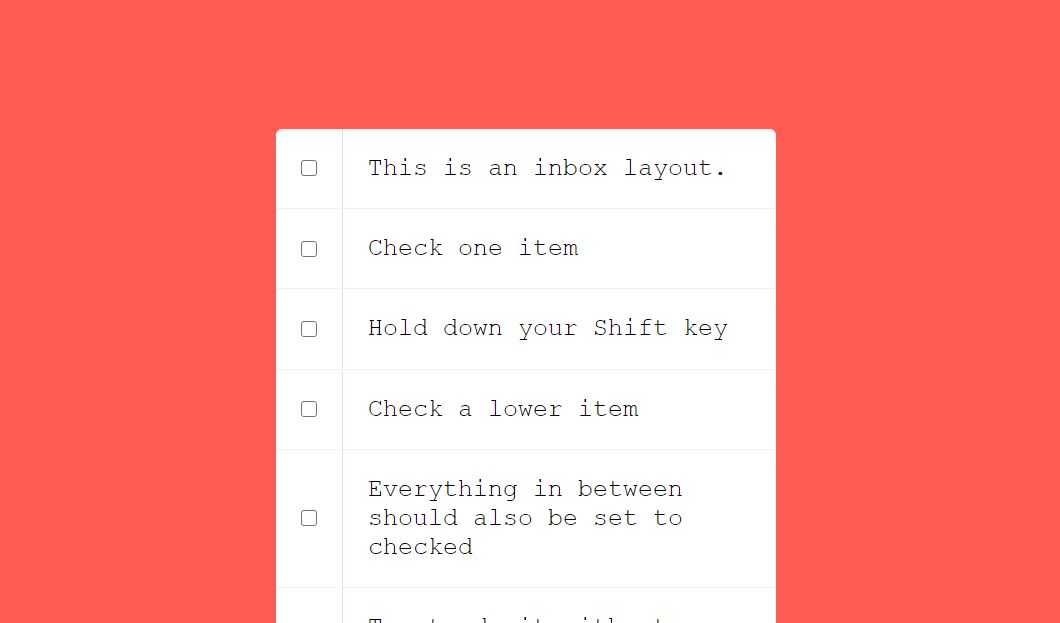 This is an inbox layout.
Check one item
Hold down your Shift key
Check a lower item
Everything in between
should also be set to
checked